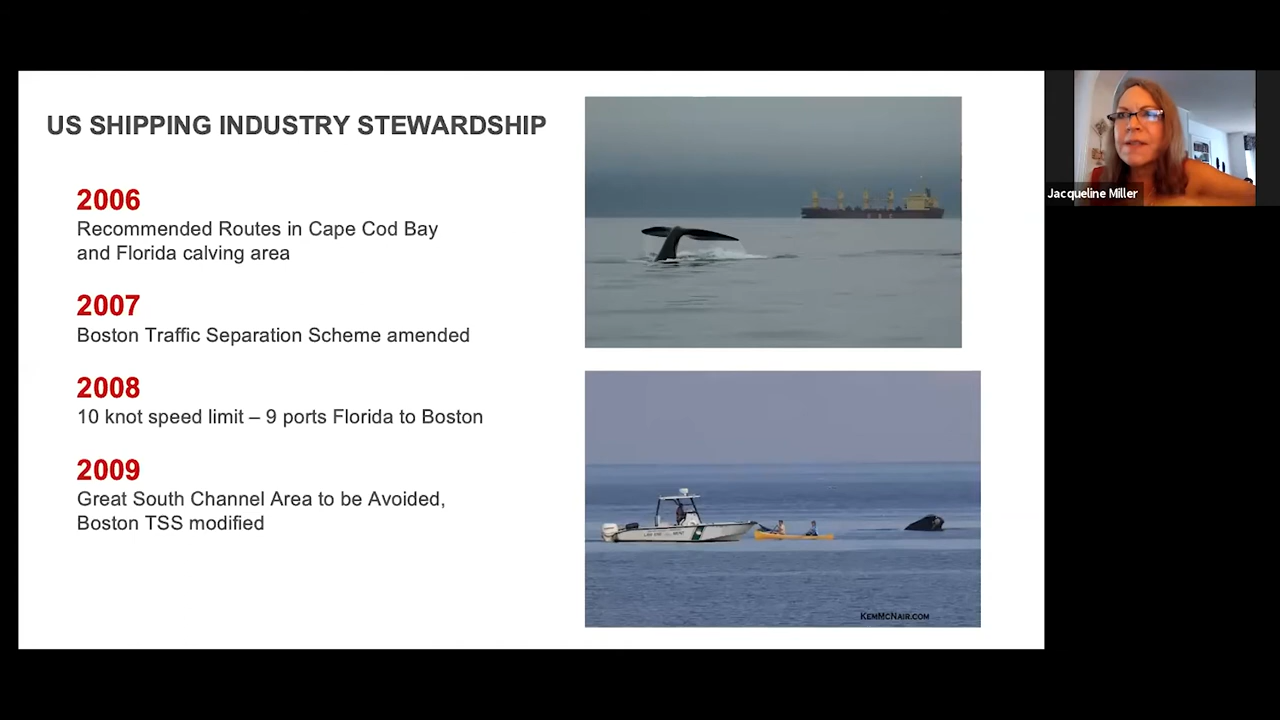 US SHIPPING INDUSTRY STEWARDSHIP
2006
Recommended Routes in Cape Cod Bay
and Florida calving area
2007
Boston Traffic Separation Scheme amended
2008
10 knot speed limit – 9 ports Florida to Boston
2009
Great South Channel Area to be Avoided,
Boston TSS modified
KEMMCNAIR.COM
Jacqueline Miller